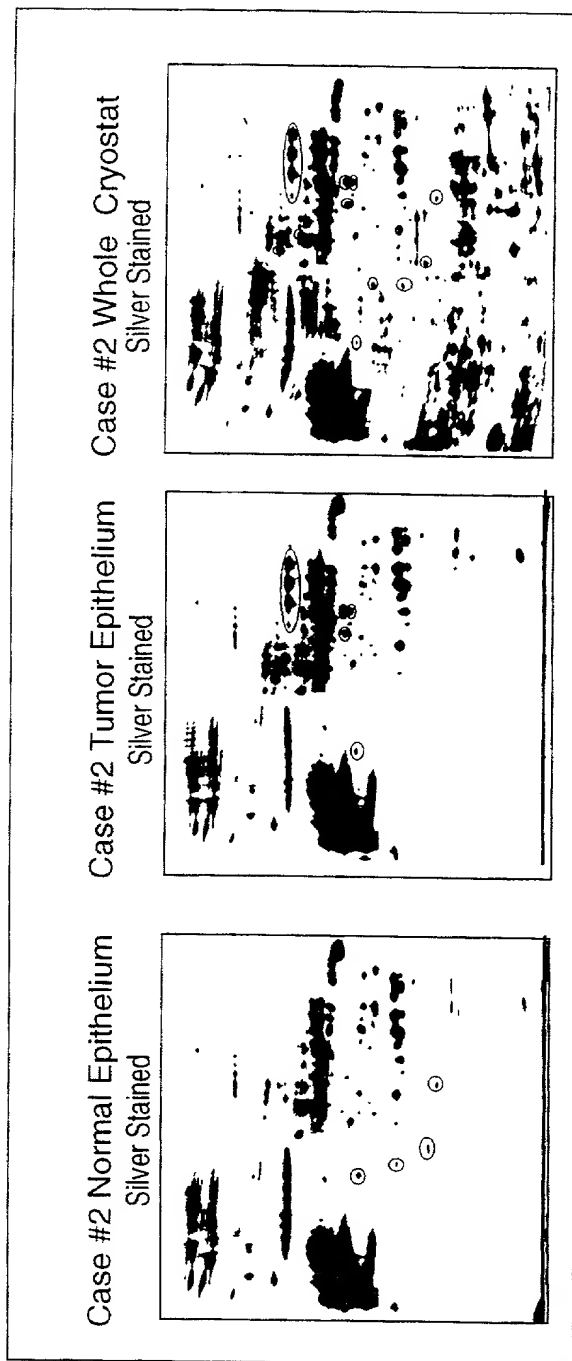 Case #2 Normal Epithelium
Silver Stained
Case #2 Tumor Epithelium
Silver Stained
Case #2 Whole Cryostat
Silver Stained